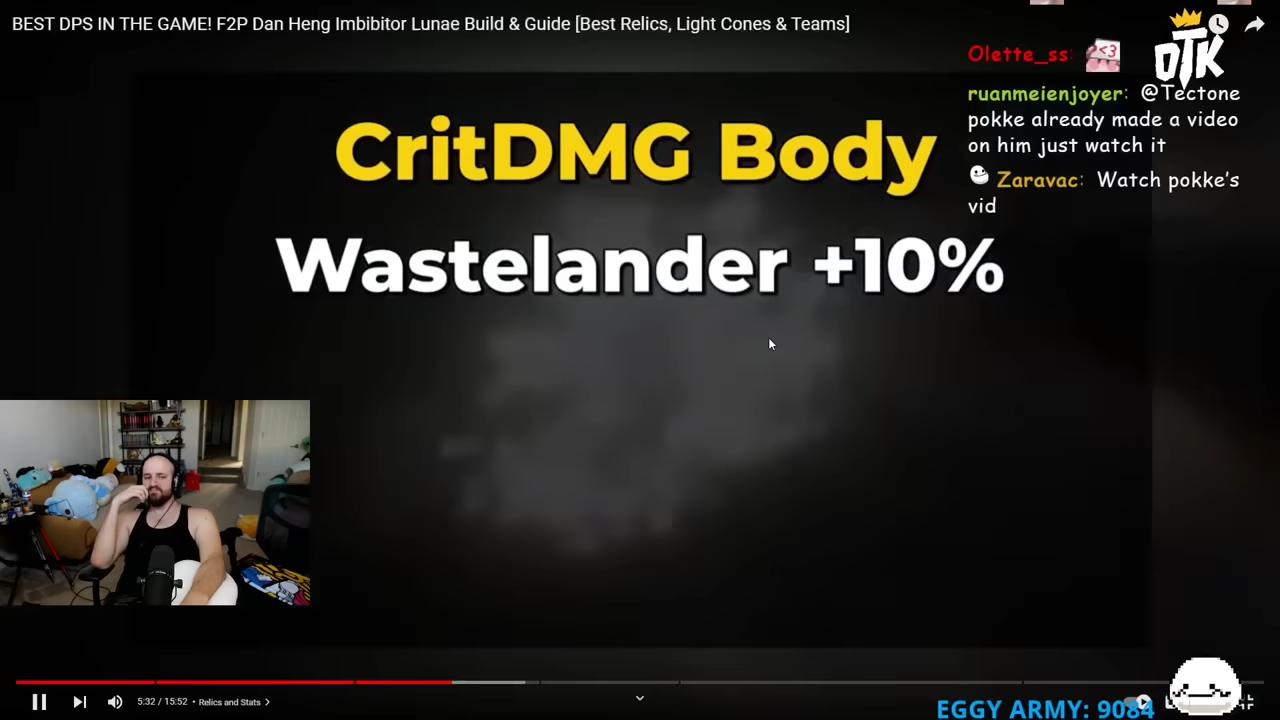 BEST DPS IN THE GAME! F2P Dan Heng Imbibitor Lunae Build & Guide [Best Relics, Light Cones & Teams]
OTK
Olette_ss:
<3
ruanmeienjoyer: @Tectone
pokke already made a video
on him just watch it
Zaravac: Watch pokke's
vid
CritDMG Body
Wastelander +10%
5:32 / 15:52 • Relics and Stats >
EGGY ARMY: 9084